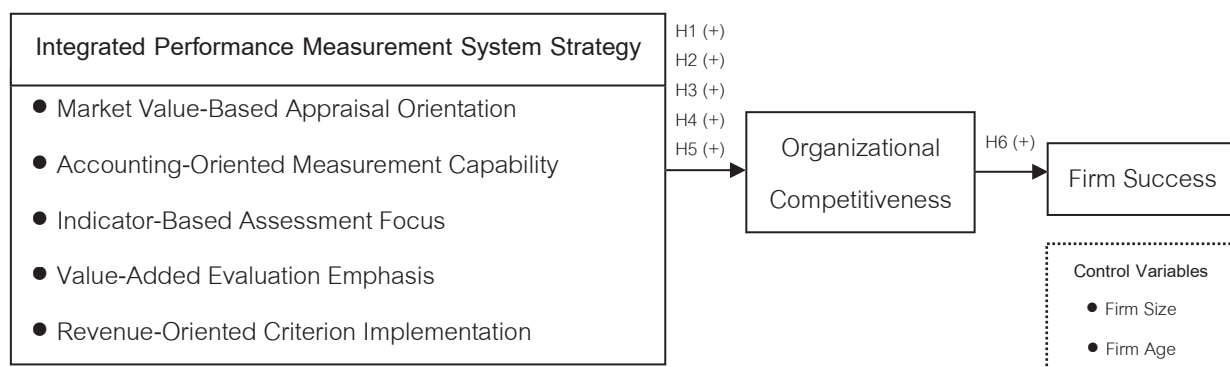 Integrated Performance Measurement System Strategy
● Market Value-Based Appraisal Orientation
● Accounting-Oriented Measurement Capability
● Indicator-Based Assessment Focus
● Value-Added Evaluation Emphasis
● Revenue-Oriented Criterion Implementation
H1 (+)
H2 (+)
H3 (+)
H4 (+)
H5 (+)
Organizational
Competitiveness
H6 (+)
Firm Success
Control Variables
● Firm Size
● Firm Age